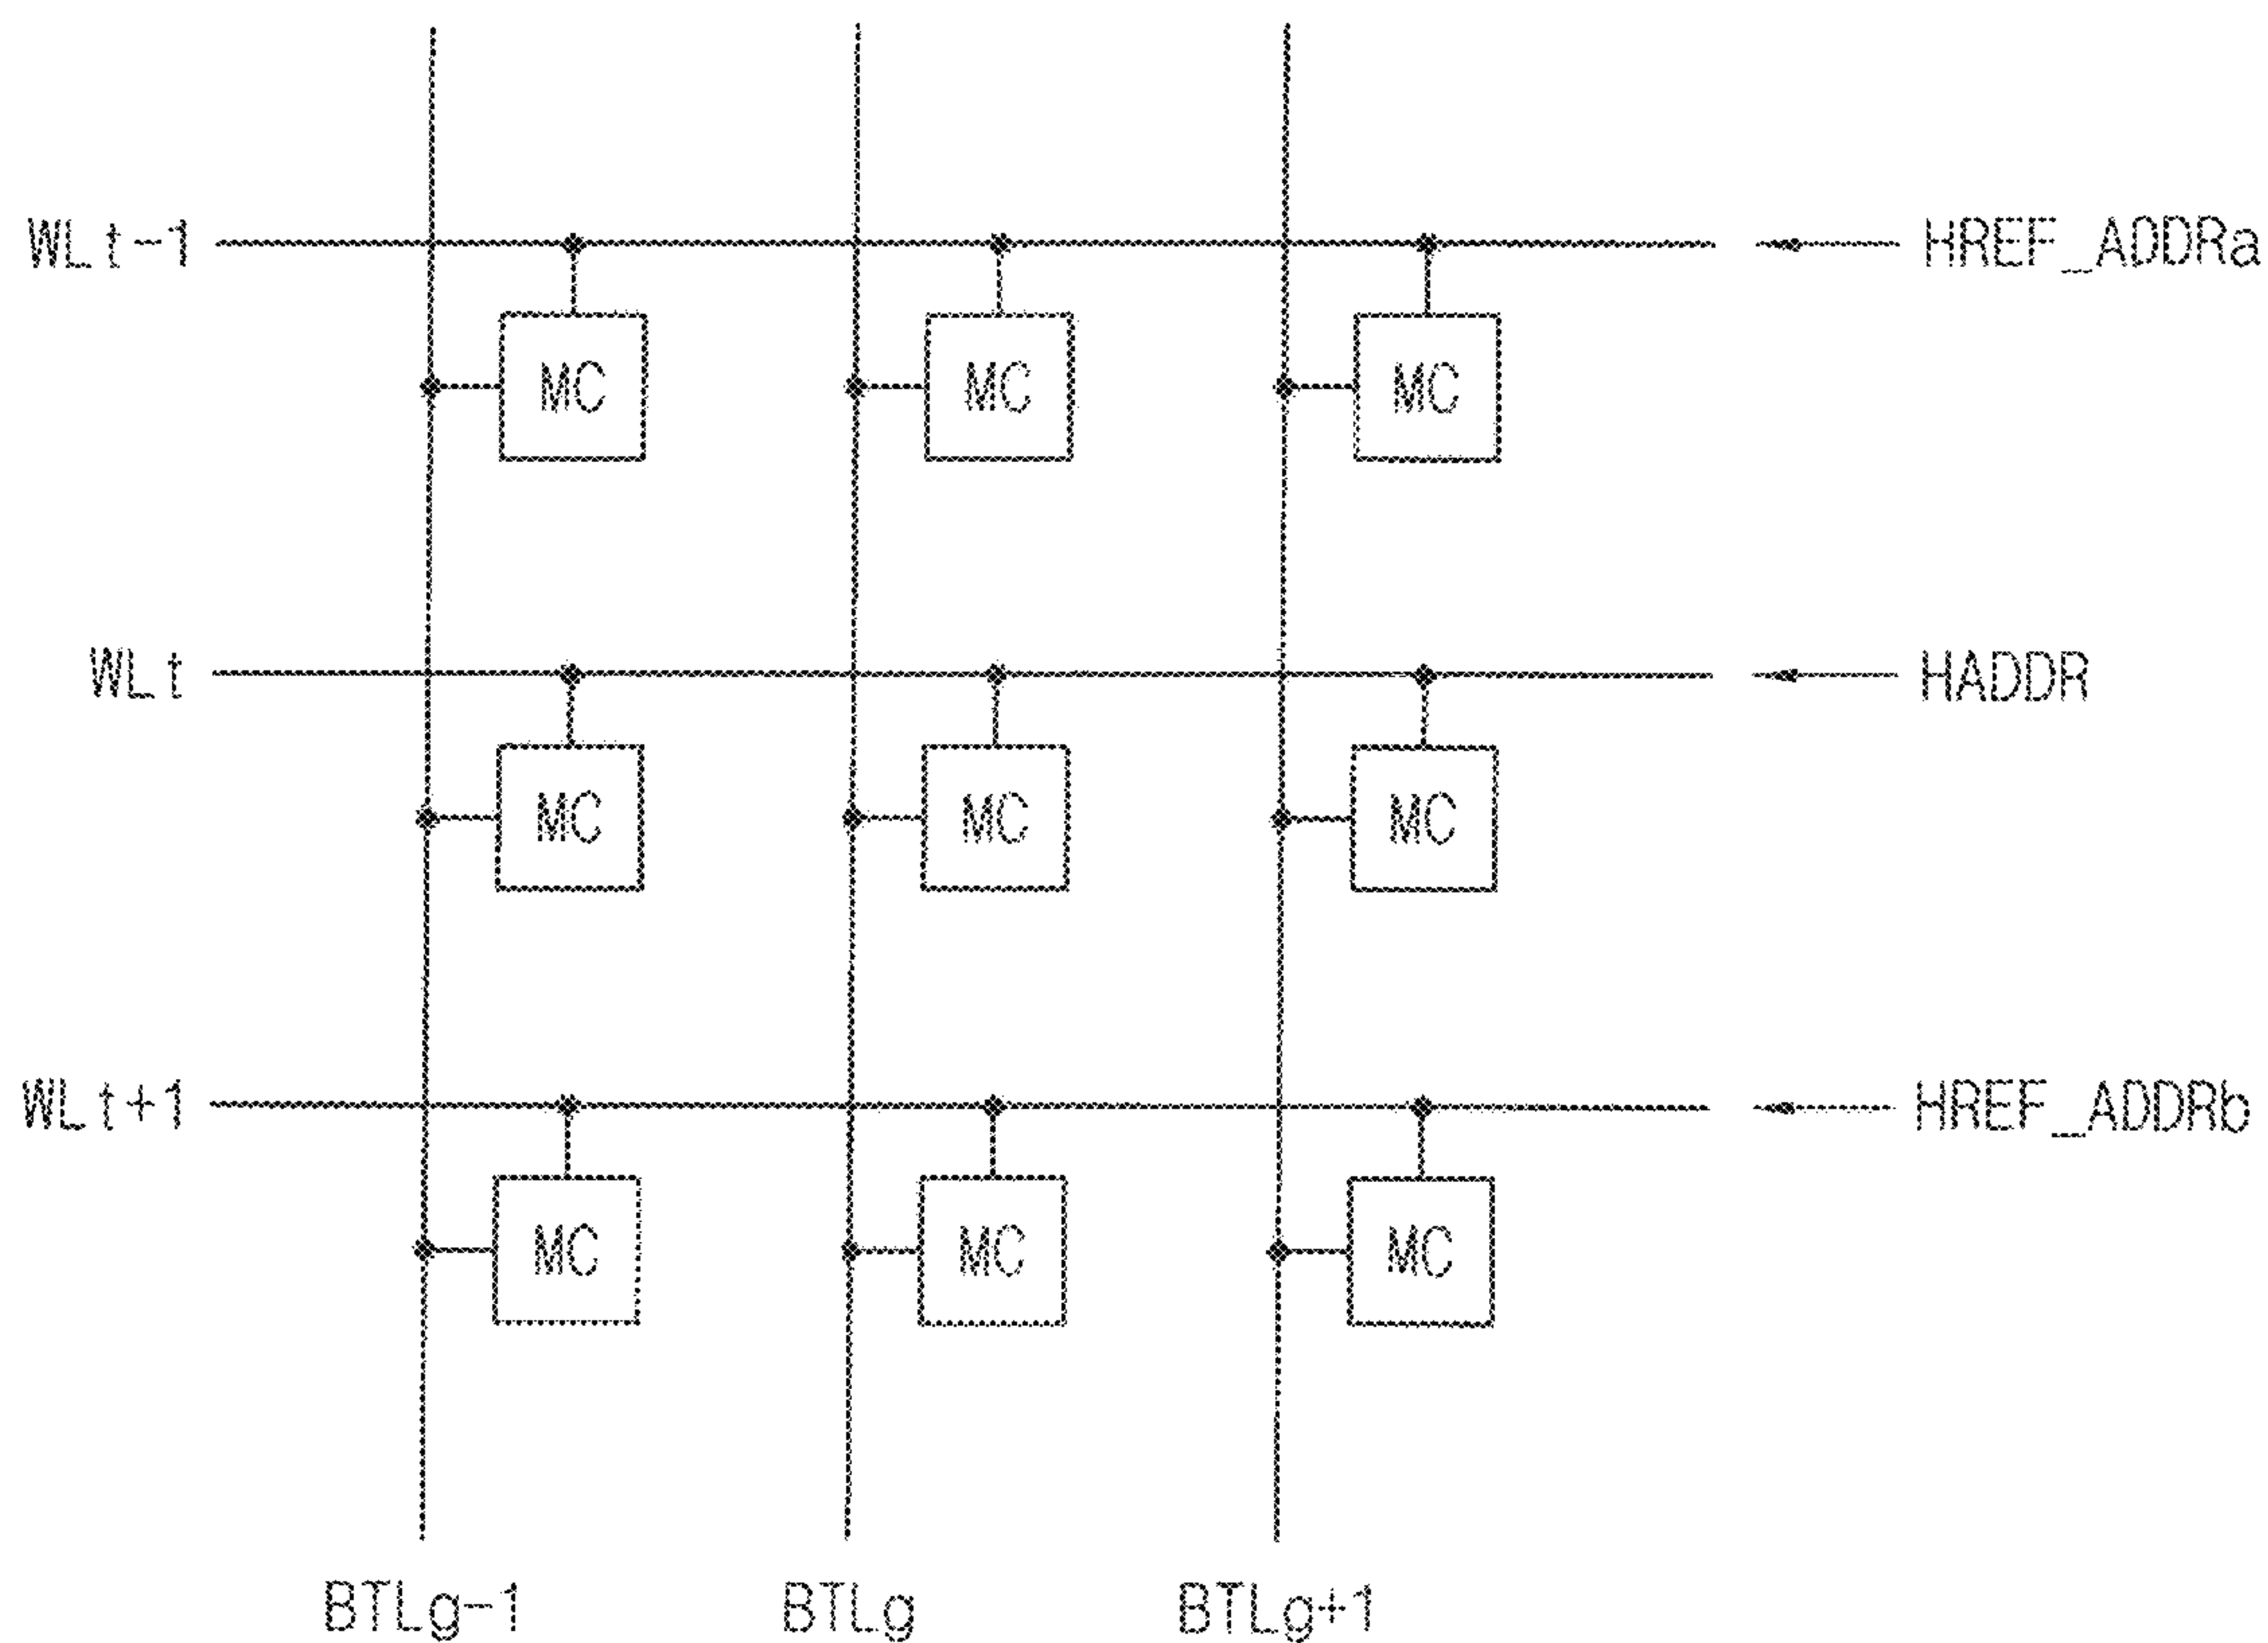 WLt-1 HREF_ADDRa
MC MC MC
WLt HADDR
MC MC MC
WLt+1 HREF_ADDRb
MC MC MC
BTLg-1 BTLg BTLg+1